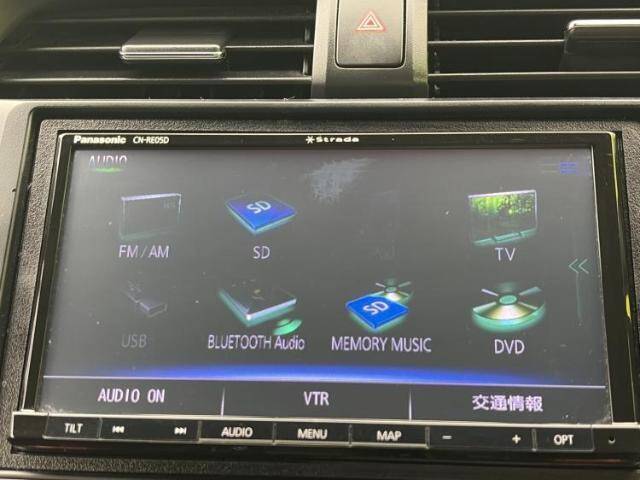 Panasonic CN-RE05D Strada
AUDIO
FM/AM SD TV
USB BLUETOOTH Audio MEMORY MUSIC DVD
AUDIO ON VTR 交通情報
TILT AUDIO MENU MAP - + OPT